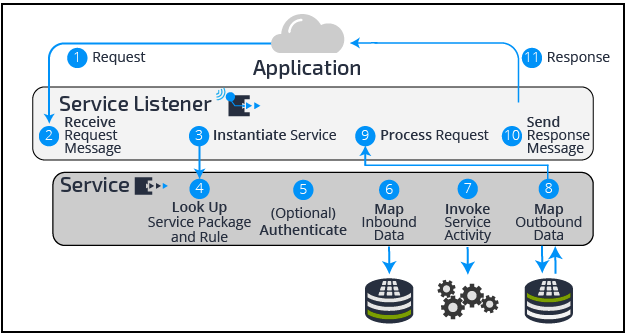 1 Request
11 Response
Application
Service Listener
2 Receive
Request
Message
3 Instantiate Service
9 Process Request
10 Send
Response
Message
Service
4
Look Up
Service Package
and Rule
5
(Optional)
Authenticate
6
Map
Inbound
Data
7
Invoke
Service
Activity
8
Map
Outbound
Data